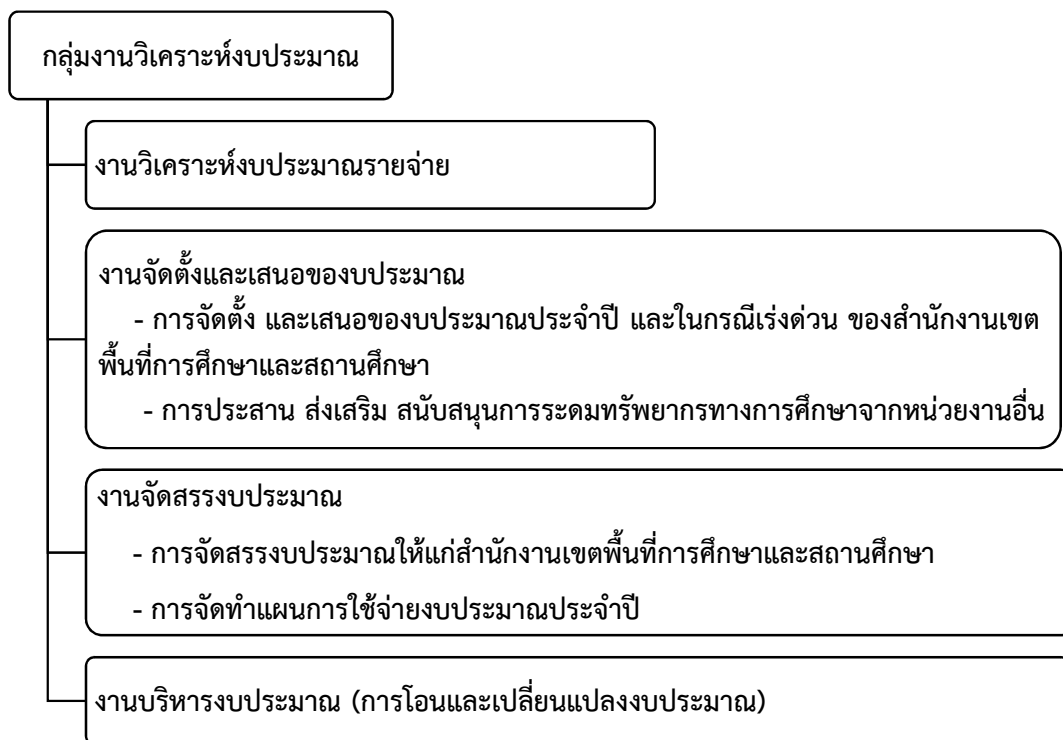 กลุ่มงานวิเคราะห์งบประมาณ
งานวิเคราะห์งบประมาณรายจ่าย
งานจัดตั้งและเสนอของบประมาณ
- การจัดตั้ง และเสนอของบประมาณประจำปี และในกรณีเร่งด่วน ของสำนักงานเขต
พื้นที่การศึกษาและสถานศึกษา
- การประสาน ส่งเสริม สนับสนุนการระดมทรัพยากรทางการศึกษาจากหน่วยงานอื่น
งานจัดสรรงบประมาณ
- การจัดสรรงบประมาณให้แก่สำนักงานเขตพื้นที่การศึกษาและสถานศึกษา
- การจัดทำแผนการใช้จ่ายงบประมาณประจำปี
งานบริหารงบประมาณ (การโอนและเปลี่ยนแปลงงบประมาณ)